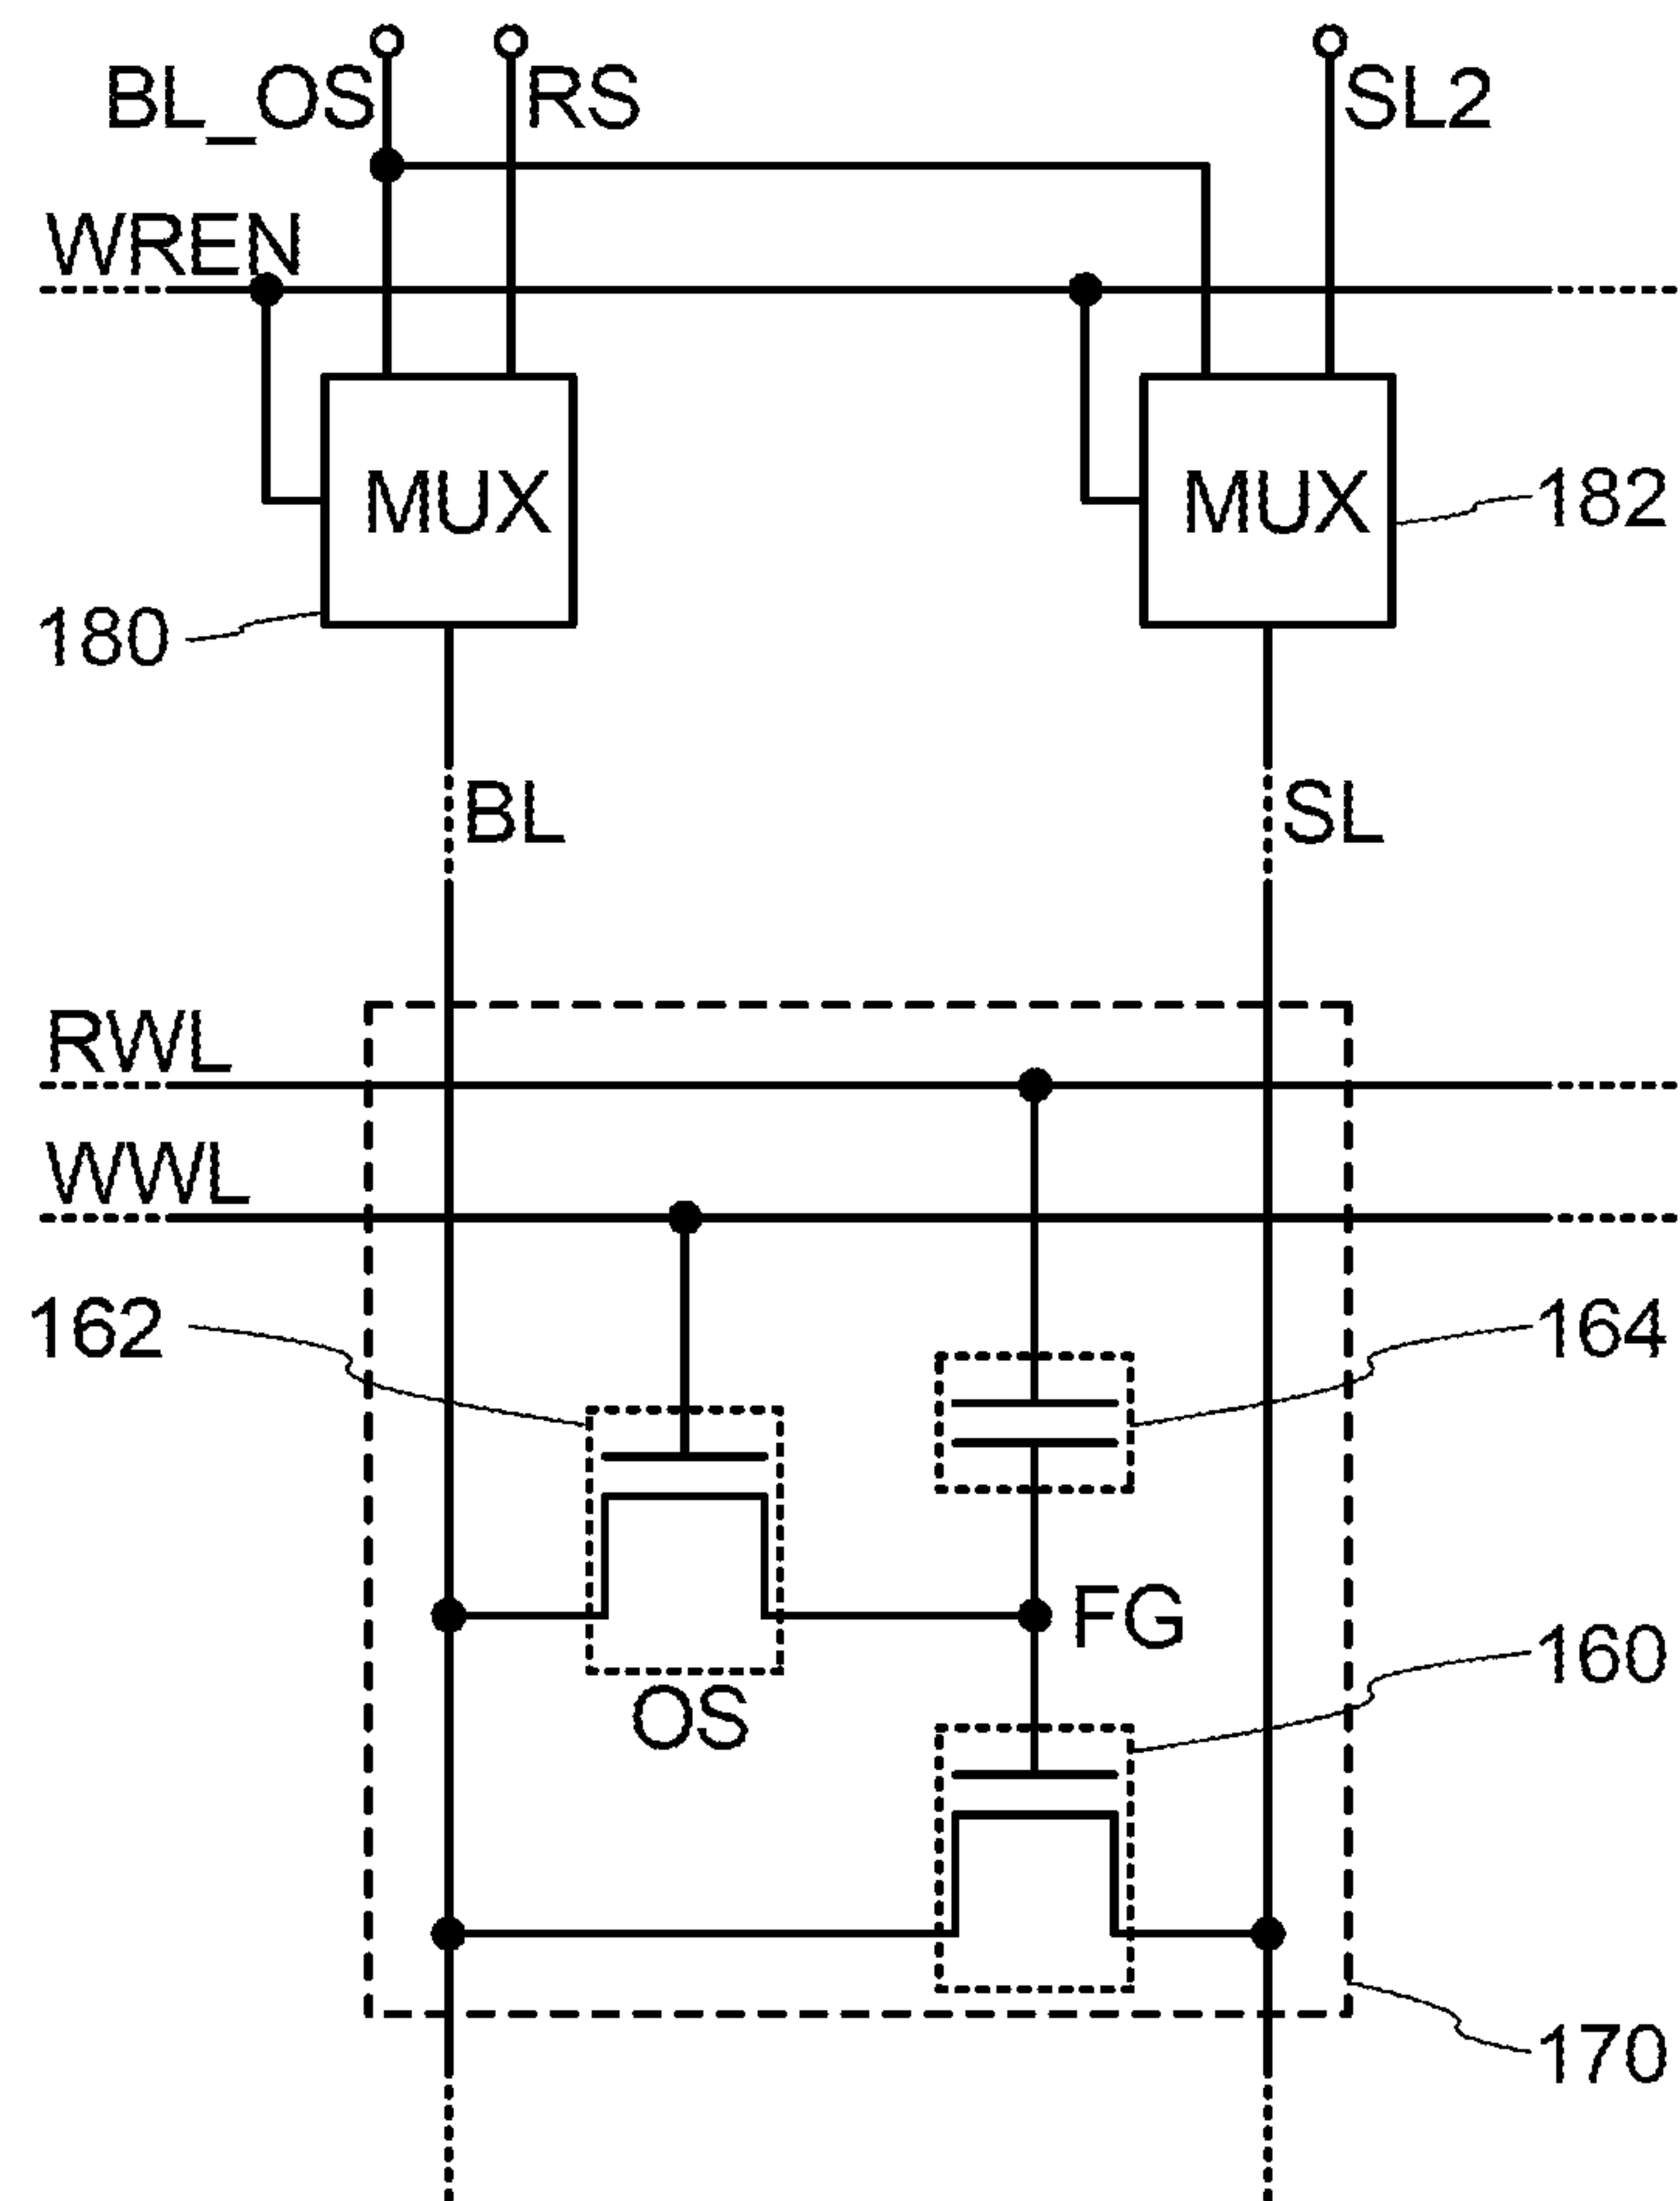 BL_OS
RS
SL2
WREN
MUX
MUX
182
180
BL
SL
RWL
WWL
162
164
FG
160
OS
170